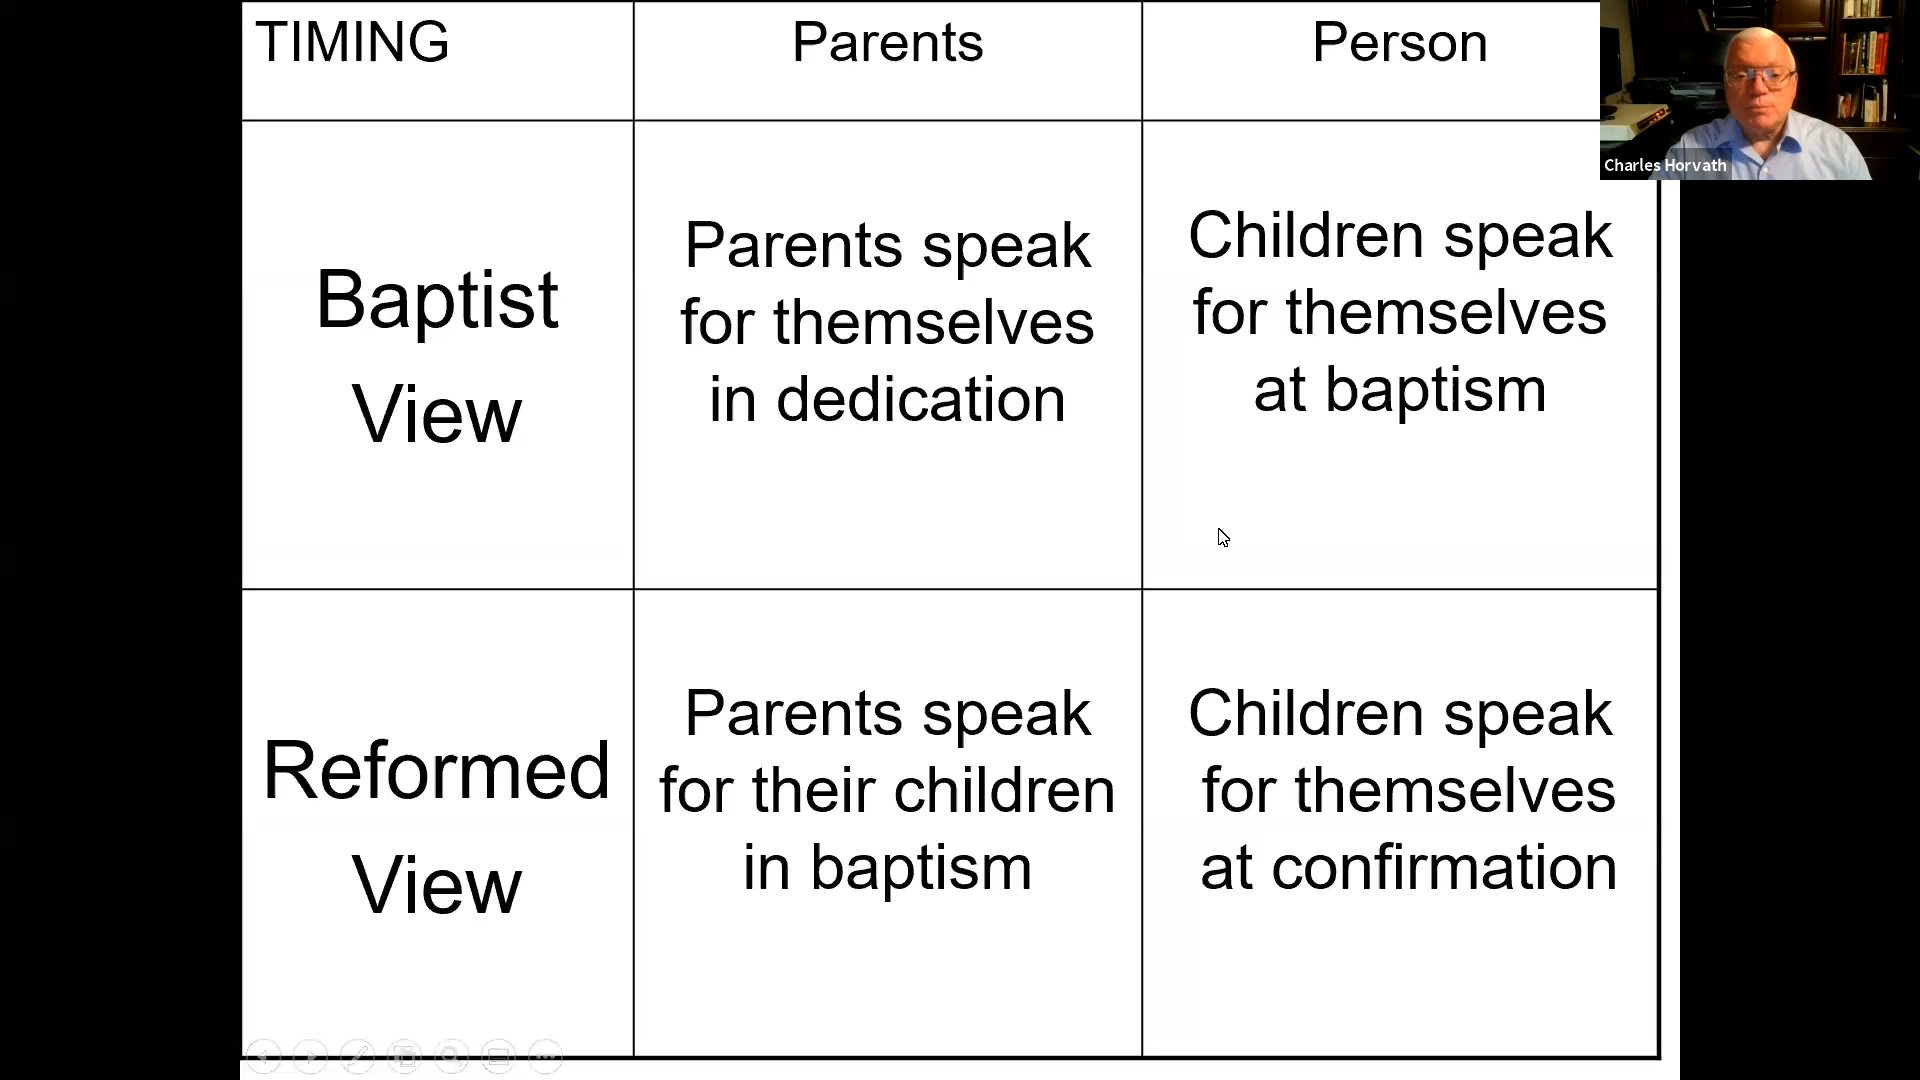 TIMING
Parents
Person
Charles Horvath
Baptist
View
Parents speak
for themselves
in dedication
Children speak
for themselves
at baptism
Reformed
View
Parents speak
for their children
in baptism
Children speak
for themselves
at confirmation